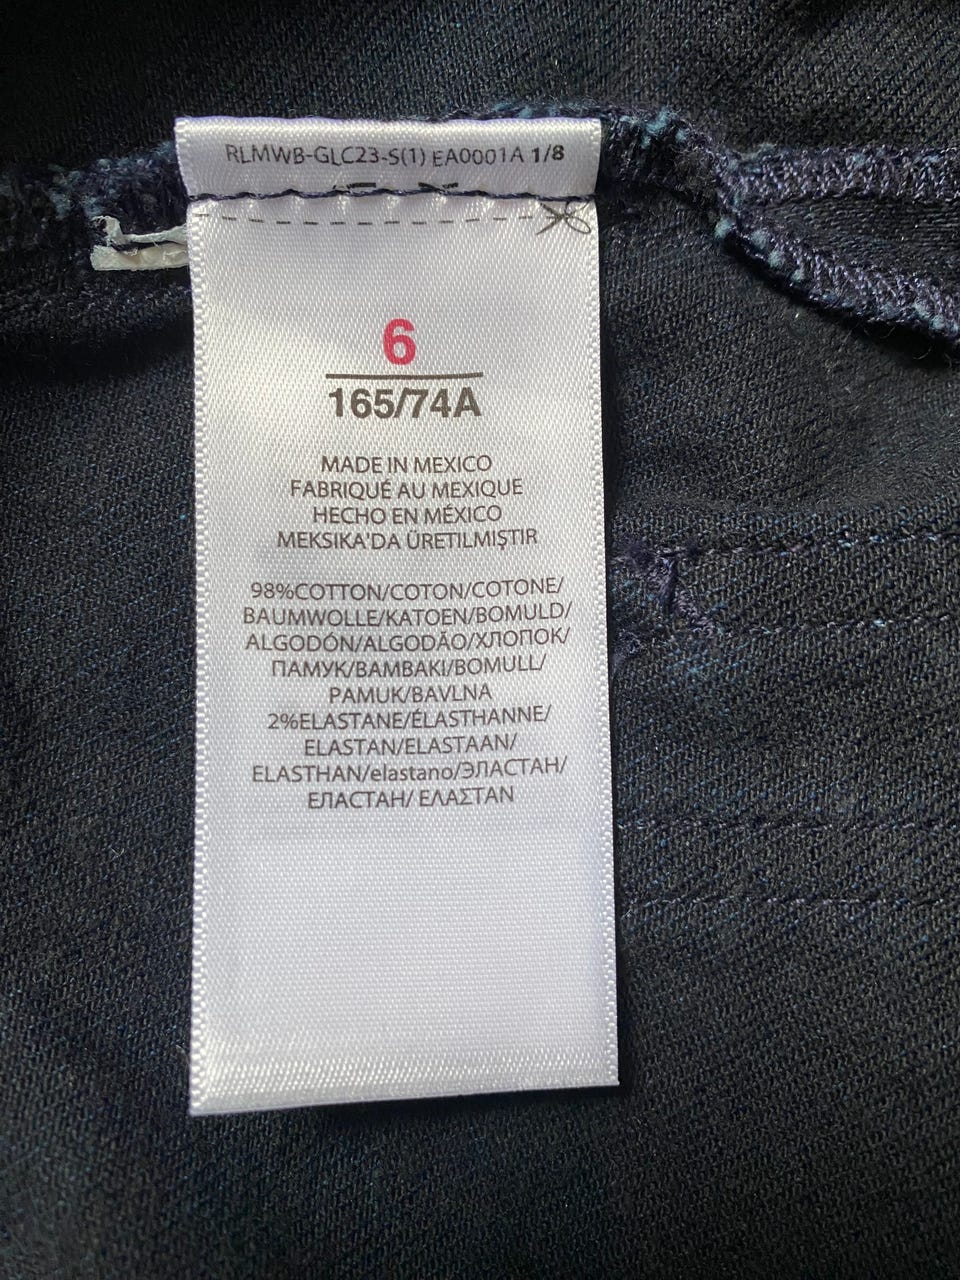 RLMWB-GLC23-S(1) EA0001A 1/8
6
165/74A
MADE IN MEXICO
FABRIQUÉ AU MEXIQUE
HECHO EN MÉXICO
MEKSIKA'DA ÜRETILMIŞTIR
98%COTTON/COTON/COTONE/
BAUMWOLLE/KATOEN/BOMULD/
ALGODÓN/ALGODÃO/ХЛОПОК/
ПАМУК/BAMBAKI/BOMULL/
PAMUK/BAVLNA
2%ELASTANE/ÉLASTHANNE/
ELASTAN/ELASTAAN/
ELASTHAN/elastano/ЭЛАСТАН/
ЕЛАСТАН/ ΕΛΑΣΤΑΝ